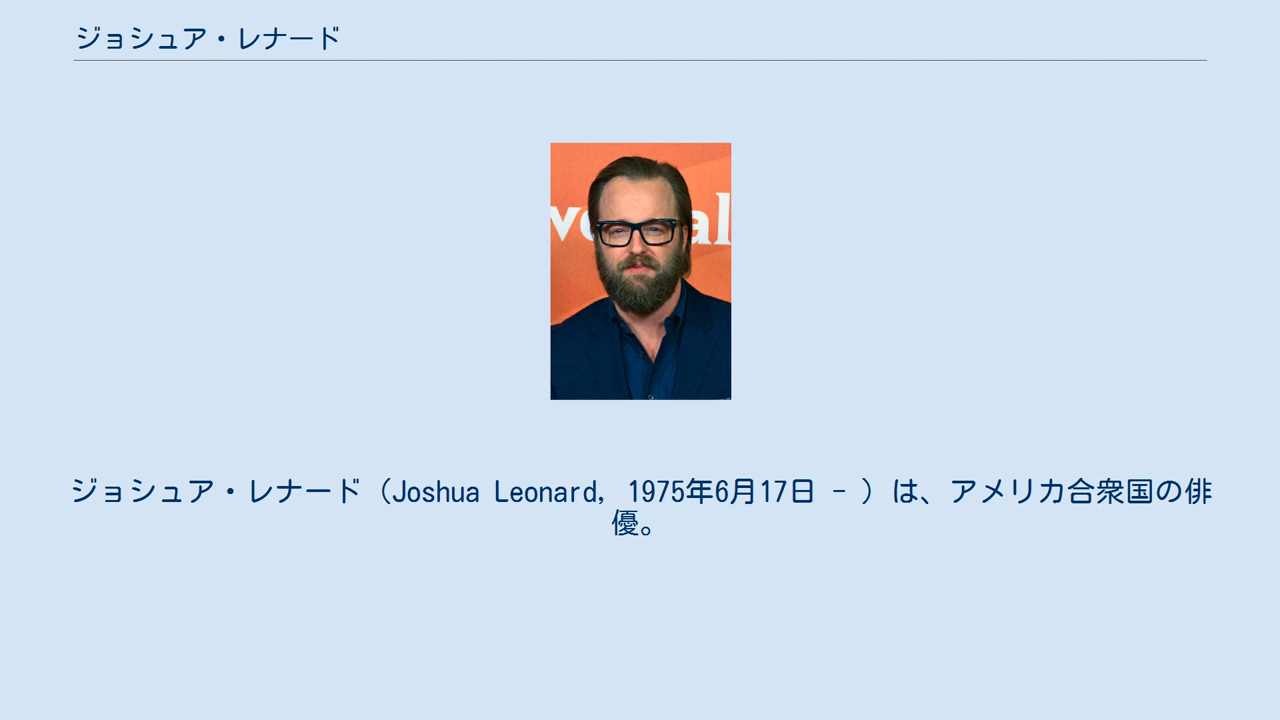 ジョシュア・レナード
ve al
ジョシュア・レナード（Joshua Leonard, 1975年6月17日 - ）は、アメリカ合衆国の俳
優。